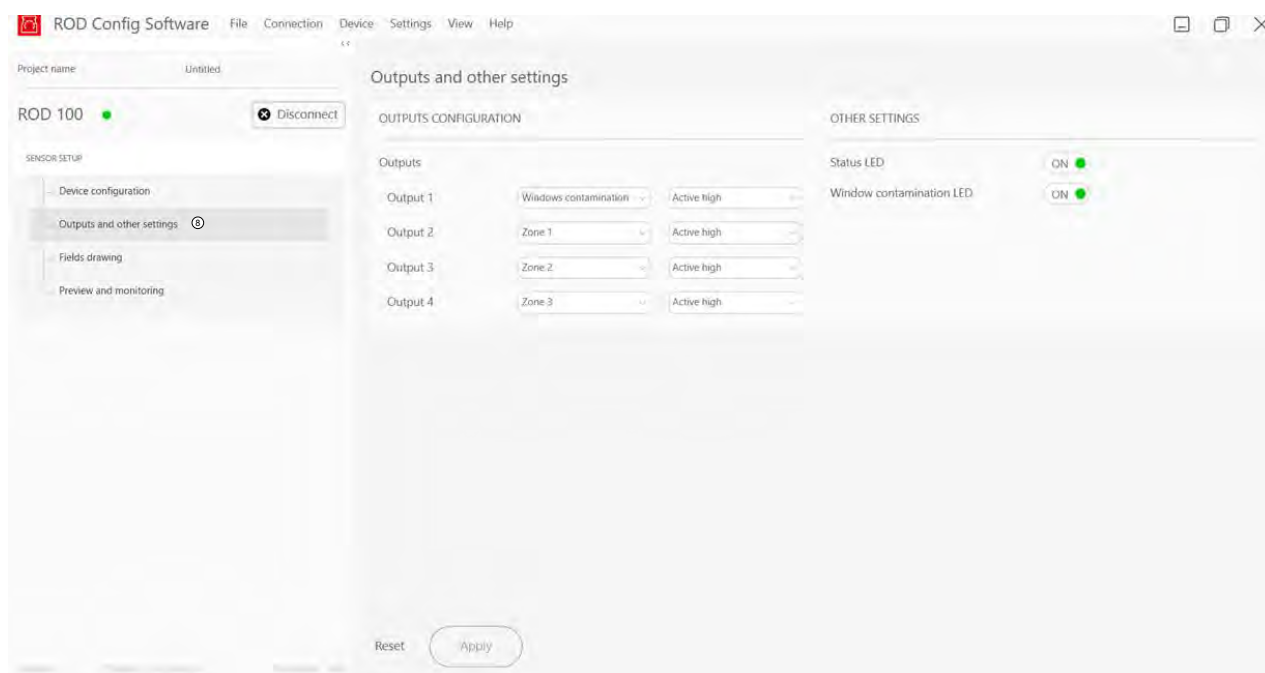 ROD Config Software File Connection Device Settings View Help
<<
Project name Untitled
ROD 100 Disconnect
SENSOR SETUP
Device configuration
Outputs and other settings 8
Fields drawing
Preview and monitoring
Outputs and other settings
OUTPUTS CONFIGURATION
Outputs
Output 1 Windows contamination Active high
Output 2 Zone 1 Active high
Output 3 Zone 2 Active high
Output 4 Zone 3 Active high
OTHER SETTINGS
Status LED ON
Window contamination LED ON
Reset Apply